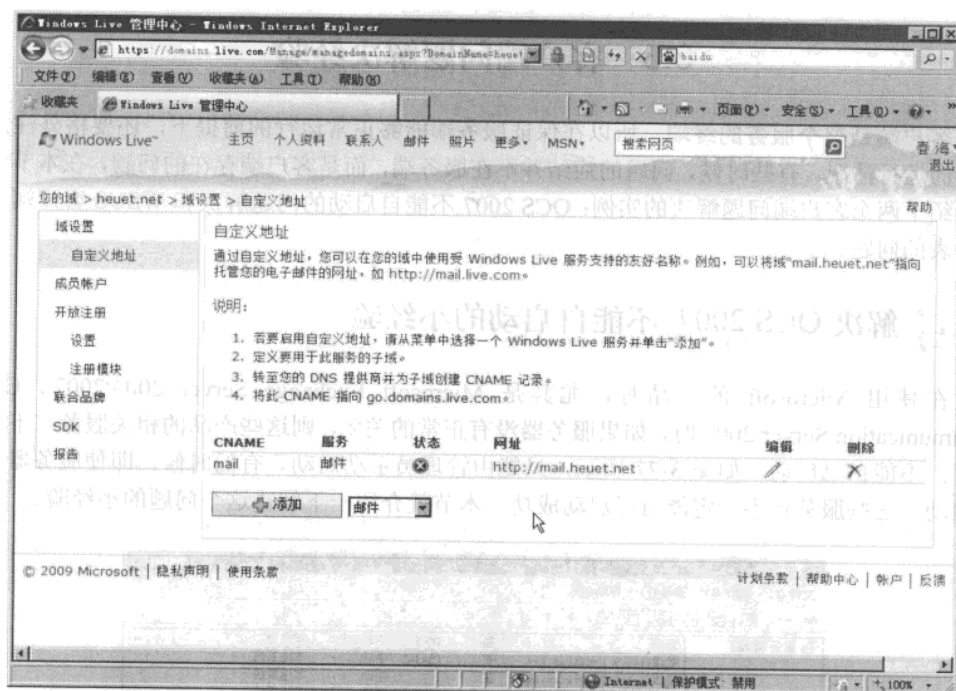 Windows Live 管理中心 - Windows Internet Explorer
https://domains.live.com/Manage/managedomains.aspx?DomainName=heuet
baidu
文件(F) 编辑(E) 查看(V) 收藏夹(A) 工具(T) 帮助(H)
收藏夹 Windows Live 管理中心 页面(P) 安全(S) 工具(O)
Windows Live™ 主页 个人资料 联系人 邮件 照片 更多 MSN 搜索网页
春 海
退出
您的域 > heuet.net > 域设置 > 自定义地址
帮助
域设置
自定义地址
成员帐户
开放注册
设置
注册模块
联合品牌
SDK
报告
自定义地址
通过自定义地址，您可以在您的域中使用受 Windows Live 服务支持的友好名称。例如，可以将域“mail.heuet.net”指向
托管您的电子邮件的网址，如 http://mail.live.com。
说明：
1. 若要启用自定义地址，请从菜单中选择一个 Windows Live 服务并单击“添加”。
2. 定义要用于此服务的子域。
3. 转至您的 DNS 提供商并为子域创建 CNAME 记录。
4. 将此 CNAME 指向 go.domains.live.com。
CNAME 服务 状态 网址 编辑 删除
mail 邮件 http://mail.heuet.net
添加 邮件
© 2009 Microsoft | 隐私声明 | 使用条款
计划条款 | 帮助中心 | 帐户 | 反馈
Internet | 保护模式: 禁用
100%